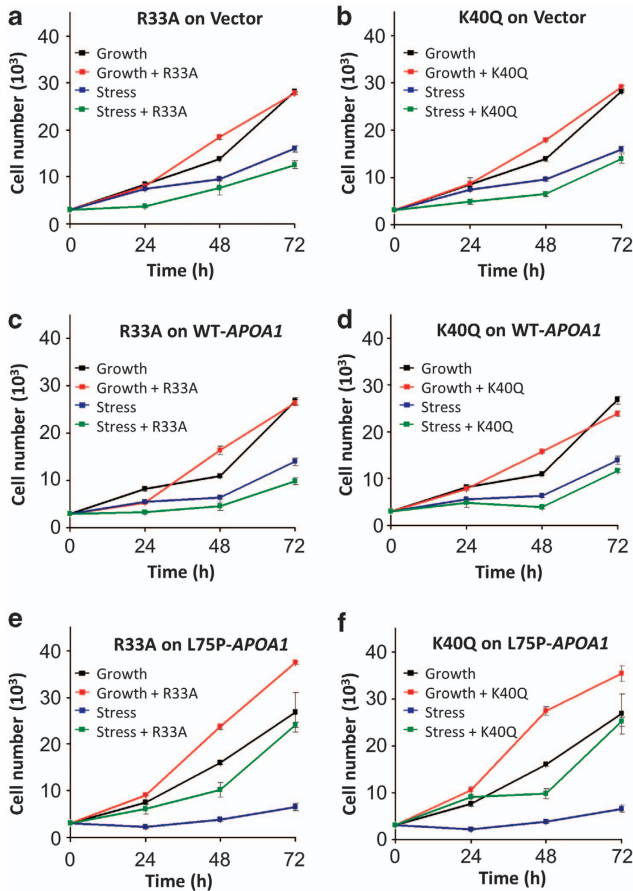 a
R33A on Vector
Cell number (10³)
40
30
20
10
0
Growth
Growth + R33A
Stress
Stress + R33A
0 24 48 72
Time (h)
b
K40Q on Vector
Cell number (10³)
40
30
20
10
0
Growth
Growth + K40Q
Stress
Stress + K40Q
0 24 48 72
Time (h)
c
R33A on WT-APOA1
Cell number (10³)
40
30
20
10
0
Growth
Growth + R33A
Stress
Stress + R33A
0 24 48 72
Time (h)
d
K40Q on WT-APOA1
Cell number (10³)
40
30
20
10
0
Growth
Growth + K40Q
Stress
Stress + K40Q
0 24 48 72
Time (h)
e
R33A on L75P-APOA1
Cell number (10³)
40
30
20
10
0
Growth
Growth + R33A
Stress
Stress + R33A
0 24 48 72
Time (h)
f
K40Q on L75P-APOA1
Cell number (10³)
40
30
20
10
0
Growth
Growth + K40Q
Stress
Stress + K40Q
0 24 48 72
Time (h)